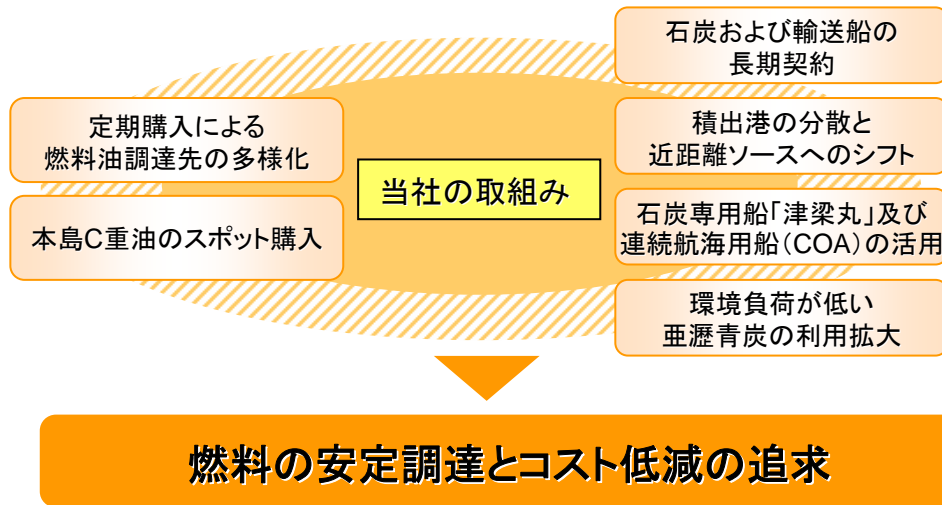 定期購入による
燃料油調達先の多様化
本島C重油のスポット購入
当社の取組み
石炭および輸送船の
長期契約
積出港の分散と
近距離ソースへのシフト
石炭専用船「津梁丸」及び
連続航海用船(COA)の活用
環境負荷が低い
亜瀝青炭の利用拡大
燃料の安定調達とコスト低減の追求